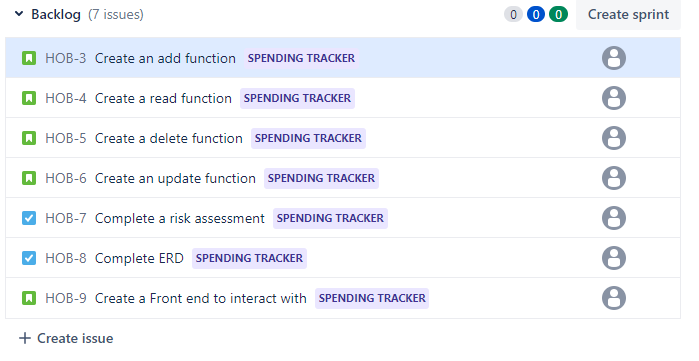 Backlog (7 issues) 0 0 0 Create sprint
HOB-3 Create an add function SPENDING TRACKER
HOB-4 Create a read function SPENDING TRACKER
HOB-5 Create a delete function SPENDING TRACKER
HOB-6 Create an update function SPENDING TRACKER
HOB-7 Complete a risk assessment SPENDING TRACKER
HOB-8 Complete ERD SPENDING TRACKER
HOB-9 Create a Front end to interact with SPENDING TRACKER
+ Create issue